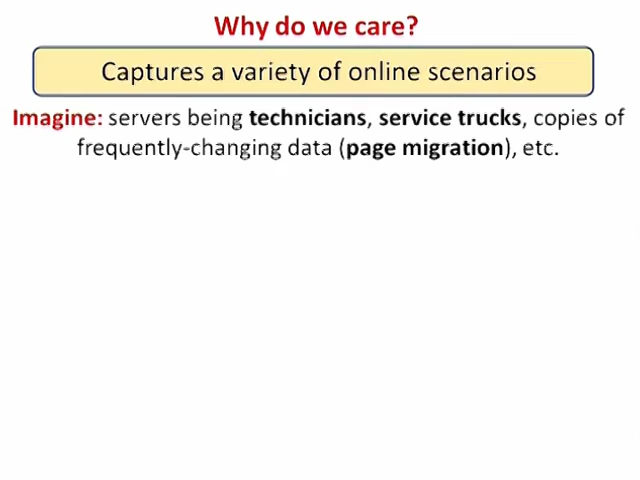 Why do we care?
Captures a variety of online scenarios
Imagine: servers being technicians, service trucks, copies of
frequently-changing data (page migration), etc.